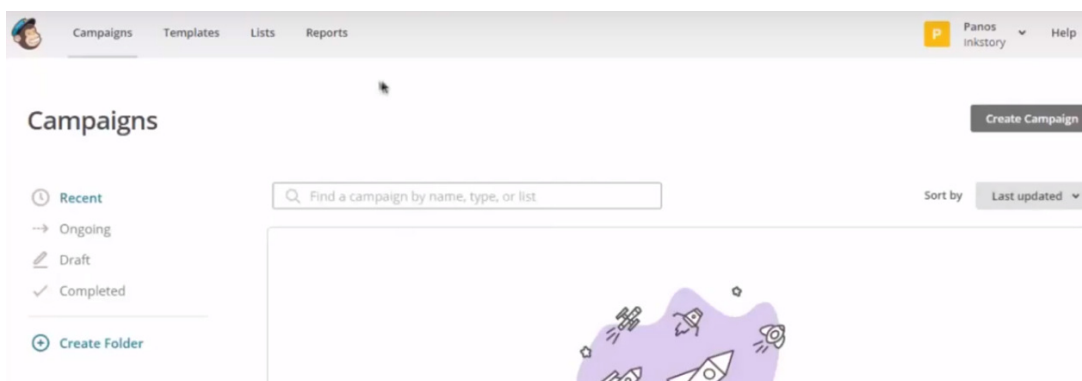 Campaigns Templates Lists Reports
P Panos Help
Inkstory
Campaigns
Create Campaign
Recent
Find a campaign by name, type, or list
Sort by Last updated
Ongoing
Draft
Completed
Create Folder